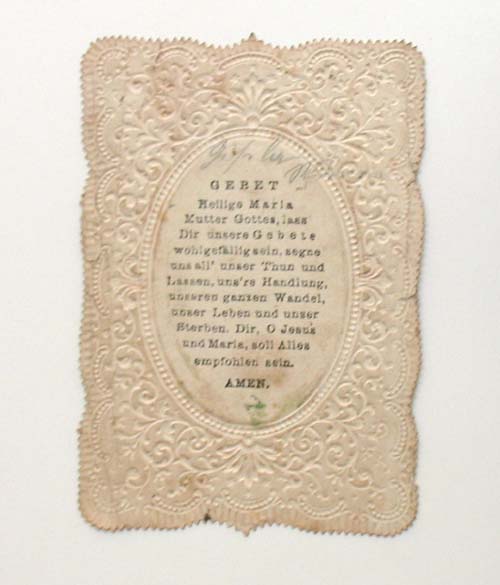 GEBET
Heilige Maria
Mutter Gottes, lass'
Dir unsere Gebete
wohlgefällig sein, segne
uns all' unser Thun und
Lassen, uns're Handlung,
unseren ganzen Wandel,
unser Leben und unser
Sterben. Dir, O Jesus
und Maria, soll Alles
empfohlen sein.
AMEN.